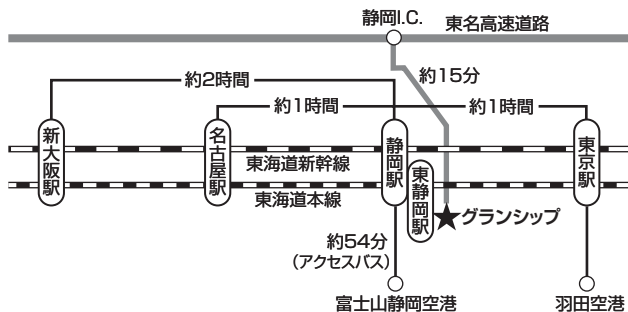 静岡I.C.
東名高速道路
約2時間
約15分
約1時間
約1時間
新大阪駅
名古屋駅
静岡駅
東京駅
東海道新幹線
東静岡駅
東海道本線
グランシップ
約54分
(アクセスバス)
富士山静岡空港
羽田空港